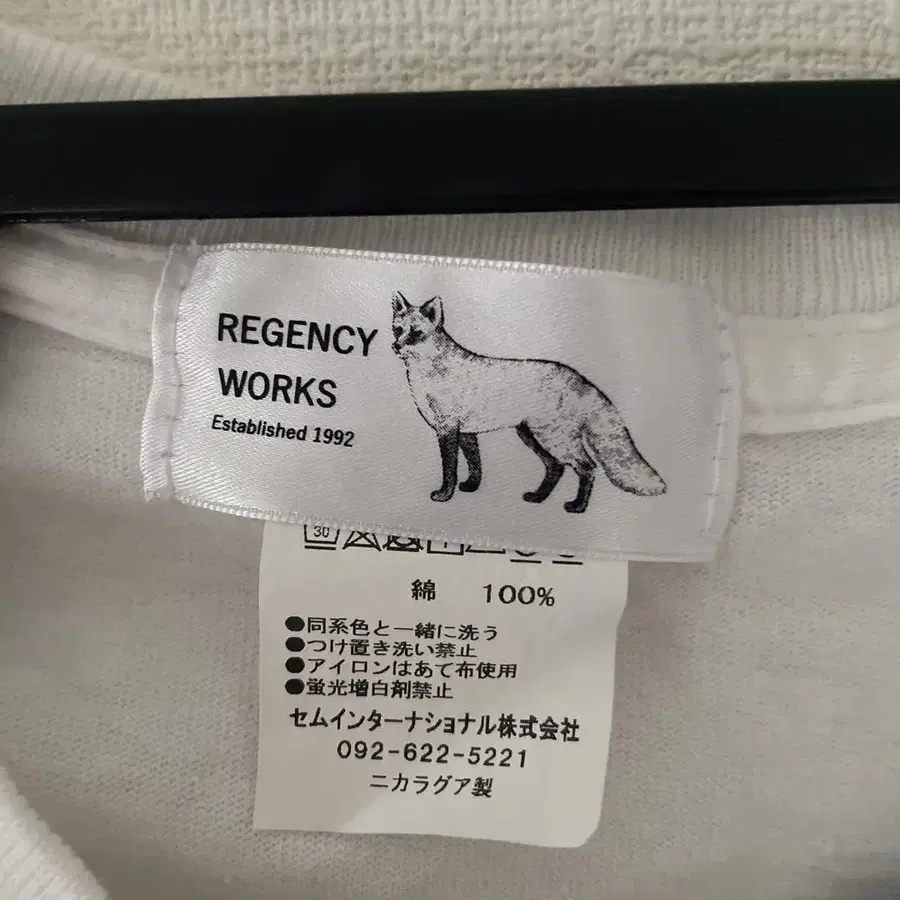 REGENCY
WORKS
Established 1992
30
綿 100%
●同系色と一緒に洗う
●つけ置き洗い禁止
●アイロンはあて布使用
●蛍光増白剤禁止
セムインターナショナル株式会社
092-622-5221
ニカラグア製